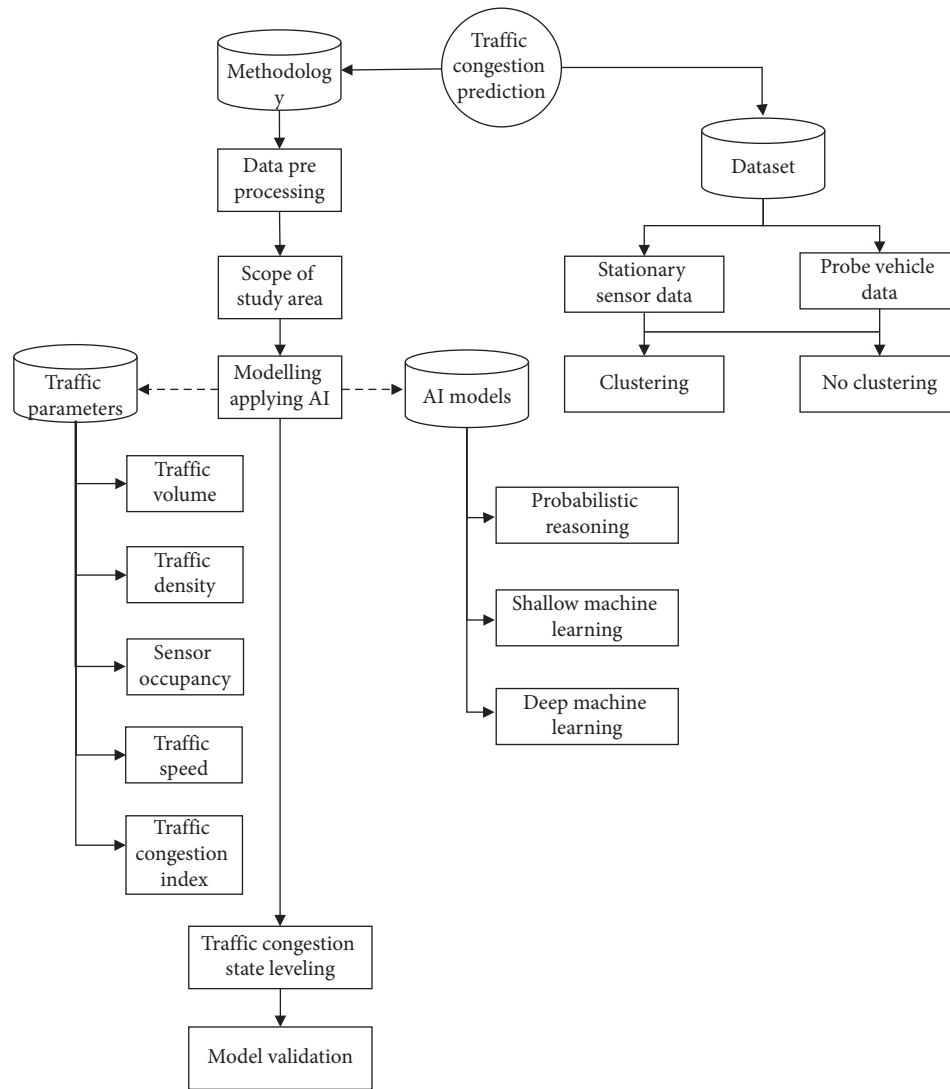 Traffic
congestion
prediction
Methodolog
y
Data pre
processing
Scope of
study area
Modelling
applying AI
Traffic
parameters
Traffic
volume
Traffic
density
Sensor
occupancy
Traffic
speed
Traffic
congestion
index
AI models
Probabilistic
reasoning
Shallow machine
learning
Deep machine
learning
Traffic congestion
state leveling
Model validation
Dataset
Stationary
sensor data
Probe vehicle
data
Clustering
No clustering